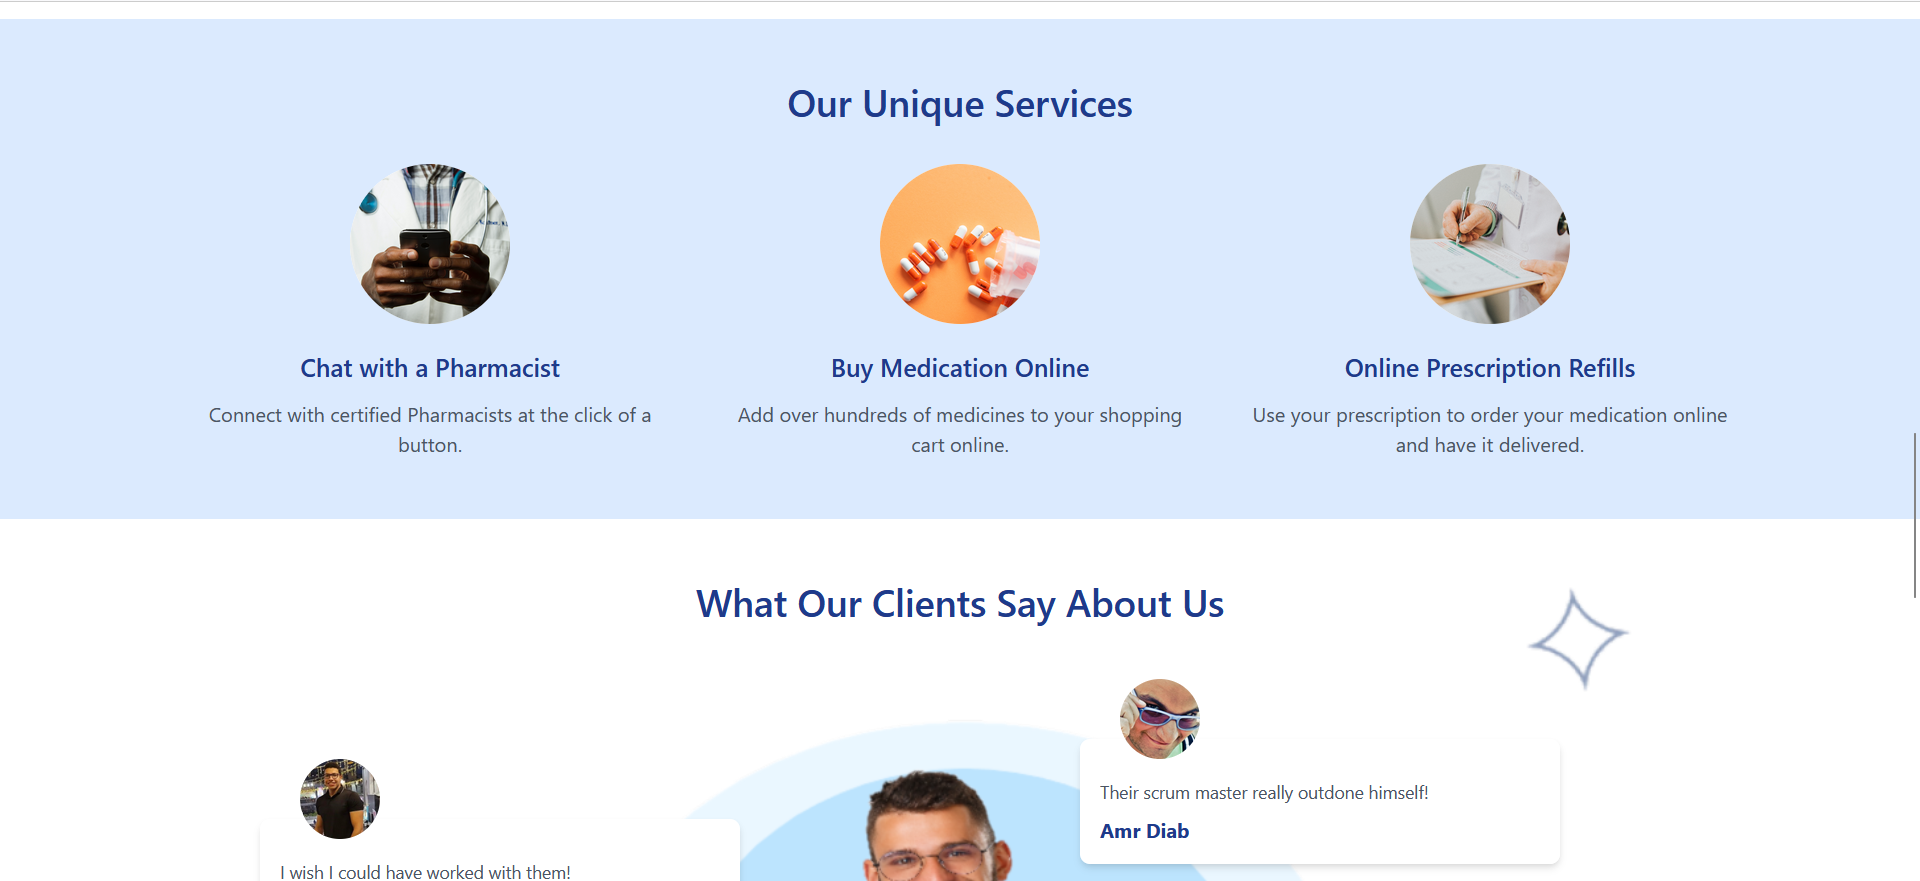 Our Unique Services
Chat with a Pharmacist
Connect with certified Pharmacists at the click of a
button.
Buy Medication Online
Add over hundreds of medicines to your shopping
cart online.
Online Prescription Refills
Use your prescription to order your medication online
and have it delivered.
What Our Clients Say About Us
Their scrum master really outdone himself!
Amr Diab
I wish I could have worked with them!